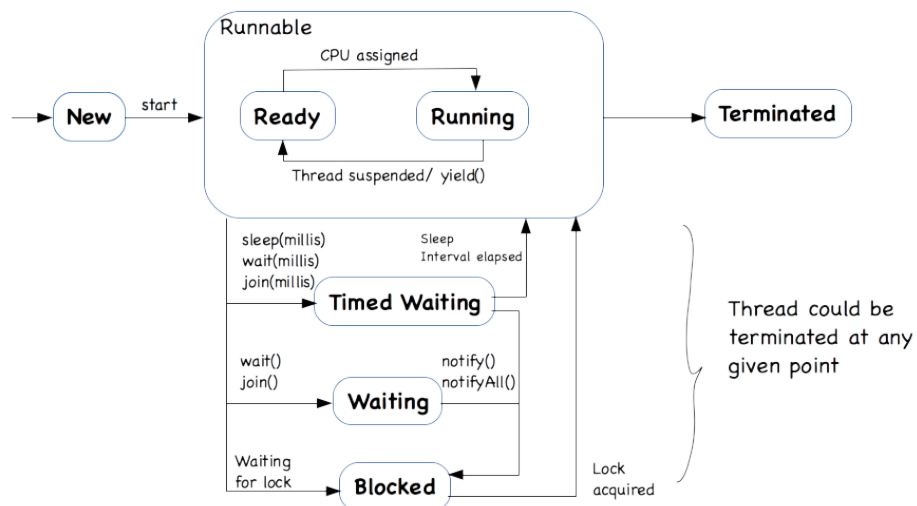 Runnable
CPU assigned
New
start
Ready
Running
Terminated
Thread suspended/ yield()
sleep(millis)
wait(millis)
join(millis)
Sleep
Interval elapsed
Timed Waiting
Thread could be
terminated at any
given point
wait()
join()
notify()
notifyAll()
Waiting
Waiting
for lock
Blocked
Lock
acquired